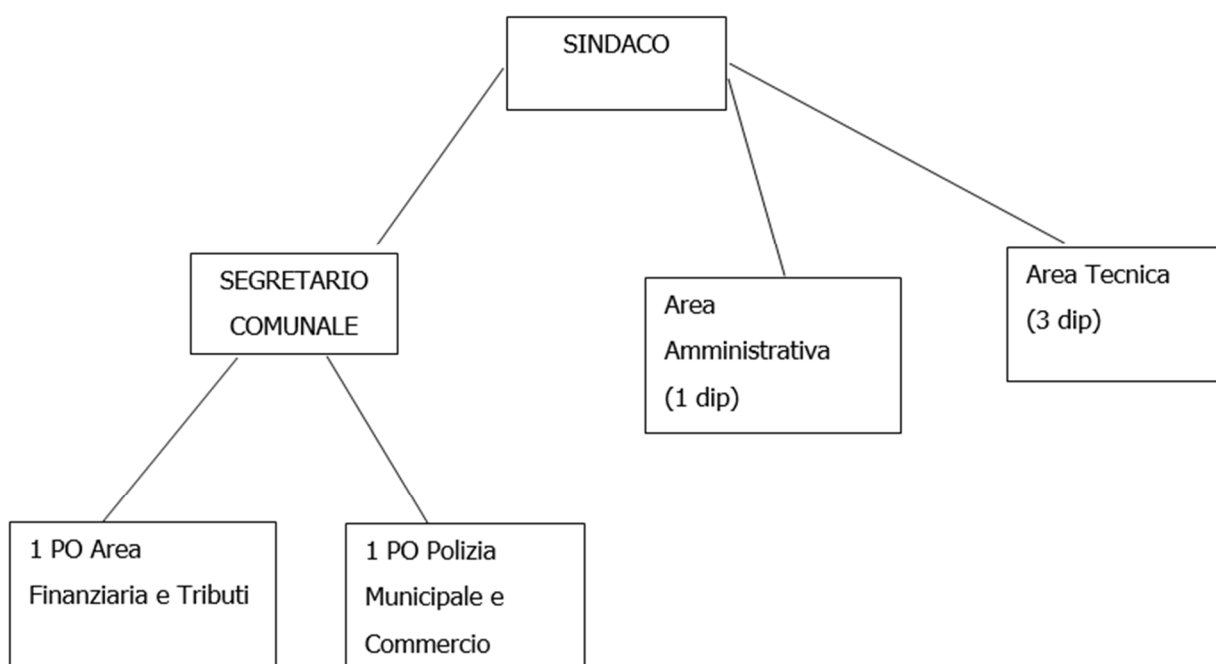 SINDACO
SEGRETARIO
COMUNALE
Area
Amministrativa
(1 dip)
Area Tecnica
(3 dip)
1 PO Area
Finanziaria e Tributi
1 PO Polizia
Municipale e
Commercio